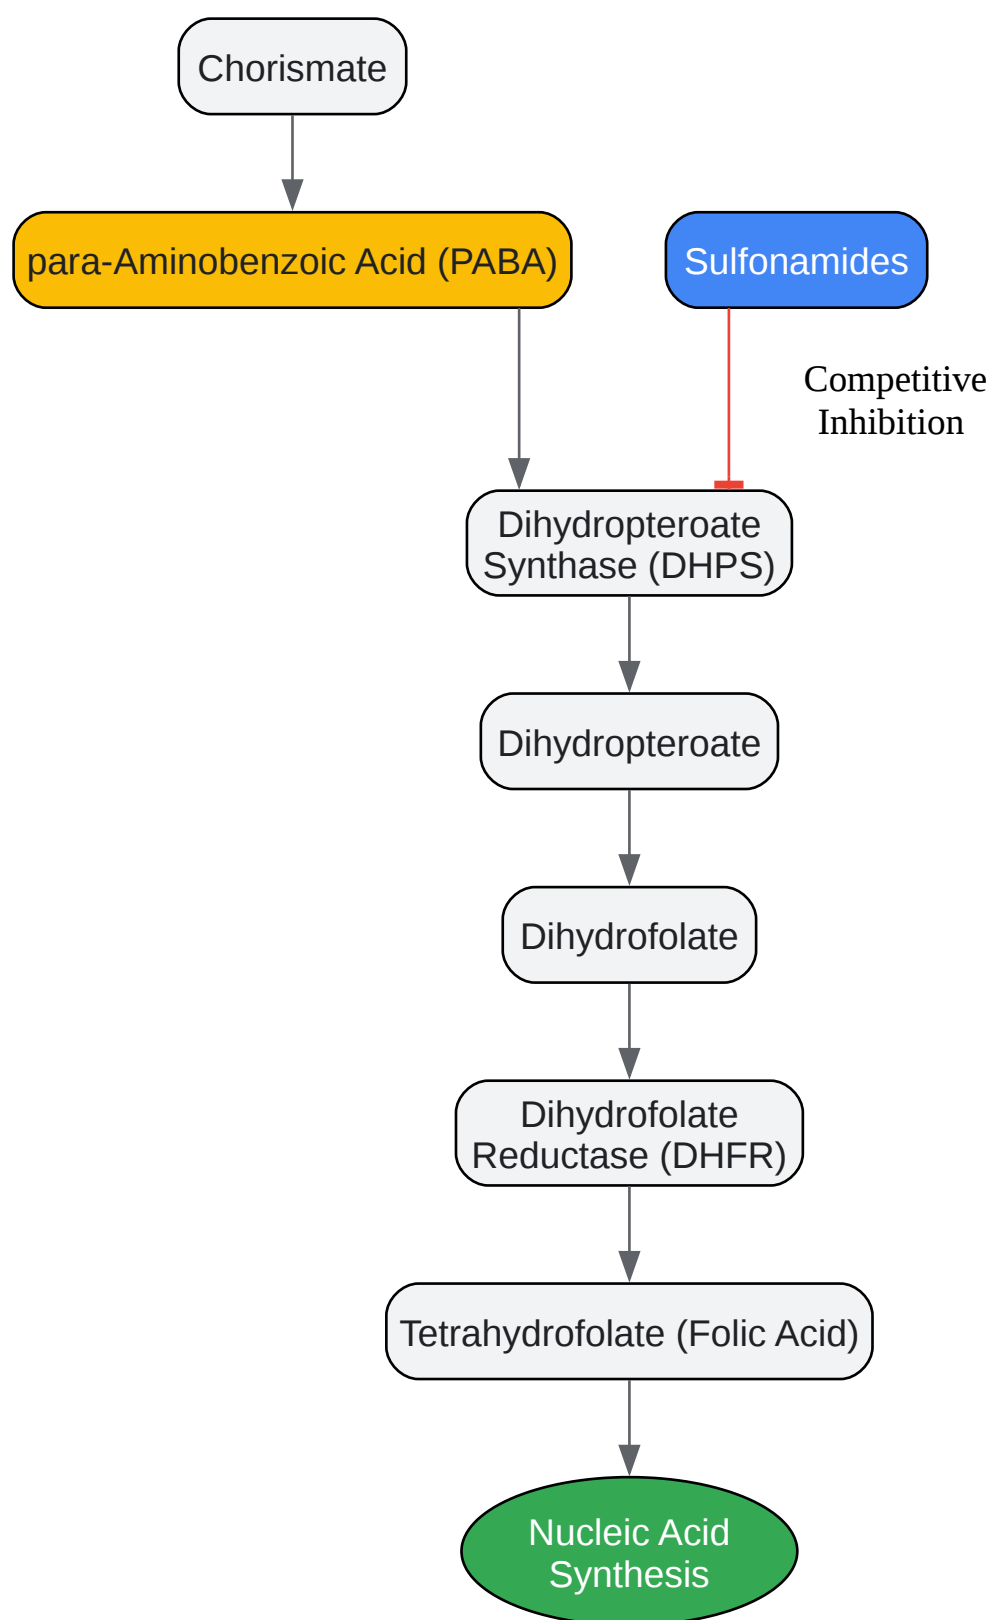 Chorismate
para-Aminobenzoic Acid (PABA)
Sulfonamides
Competitive
Inhibition
Dihydropteroate
Synthase (DHPS)
Dihydropteroate
Dihydrofolate
Dihydrofolate
Reductase (DHFR)
Tetrahydrofolate (Folic Acid)
Nucleic Acid
Synthesis